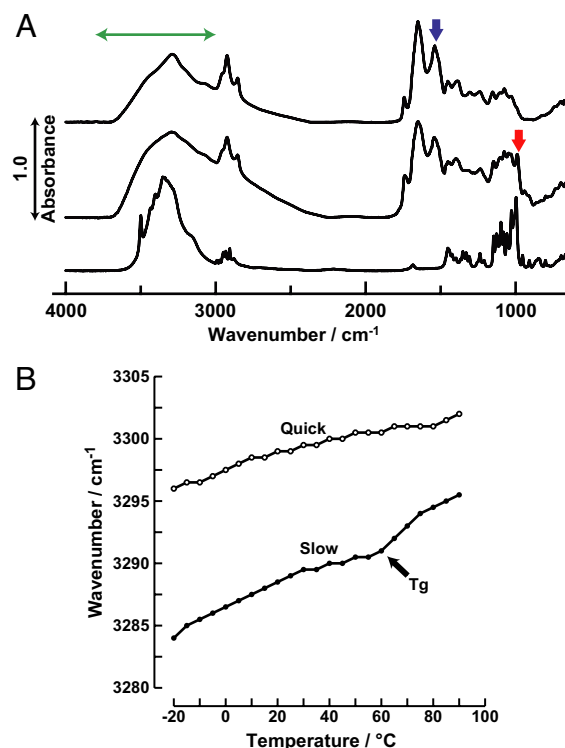 A
1.0
Absorbance
4000 3000 2000 1000
Wavenumber / cm-1
B
3305
3300
3295
3290
3285
3280
Wavenumber / cm-1
Quick
Slow
Tg
-20 0 20 40 60 80 100
Temperature / °C